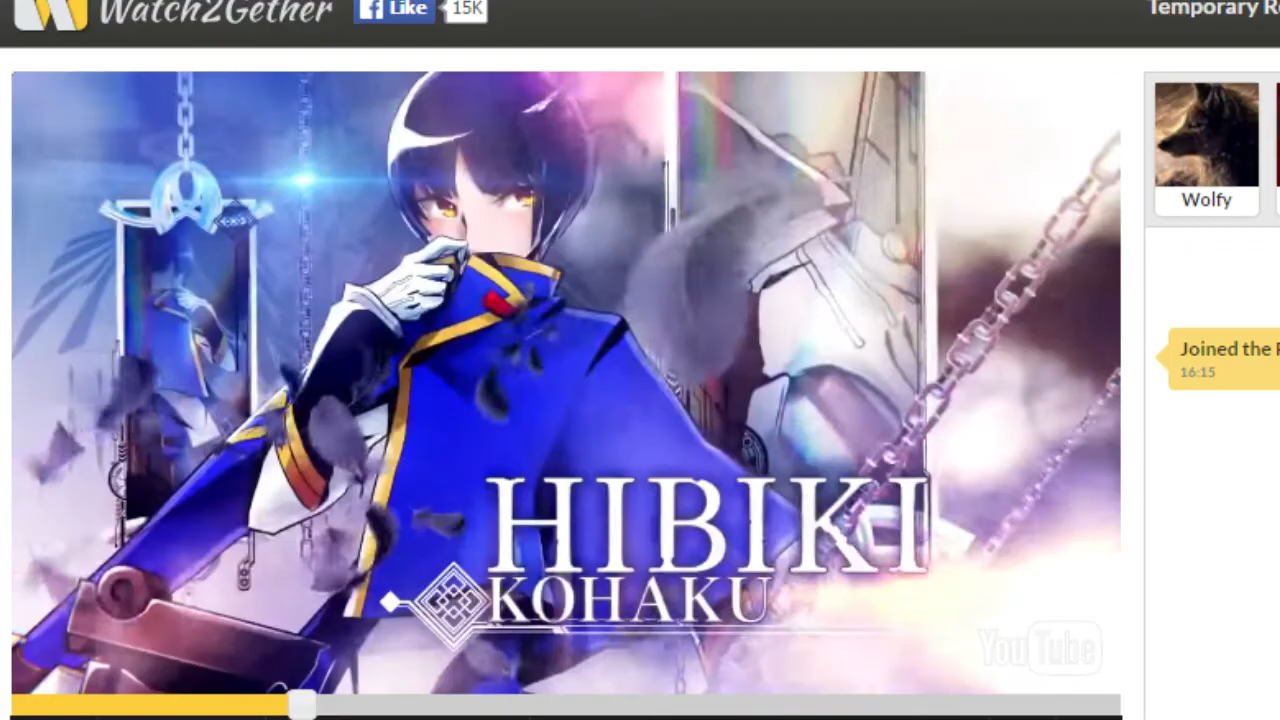 Watch2Gether
Like
15K
Temporary R
Wolfy
Joined the
16:15
HIBIKI
KOHAKU
YouTube